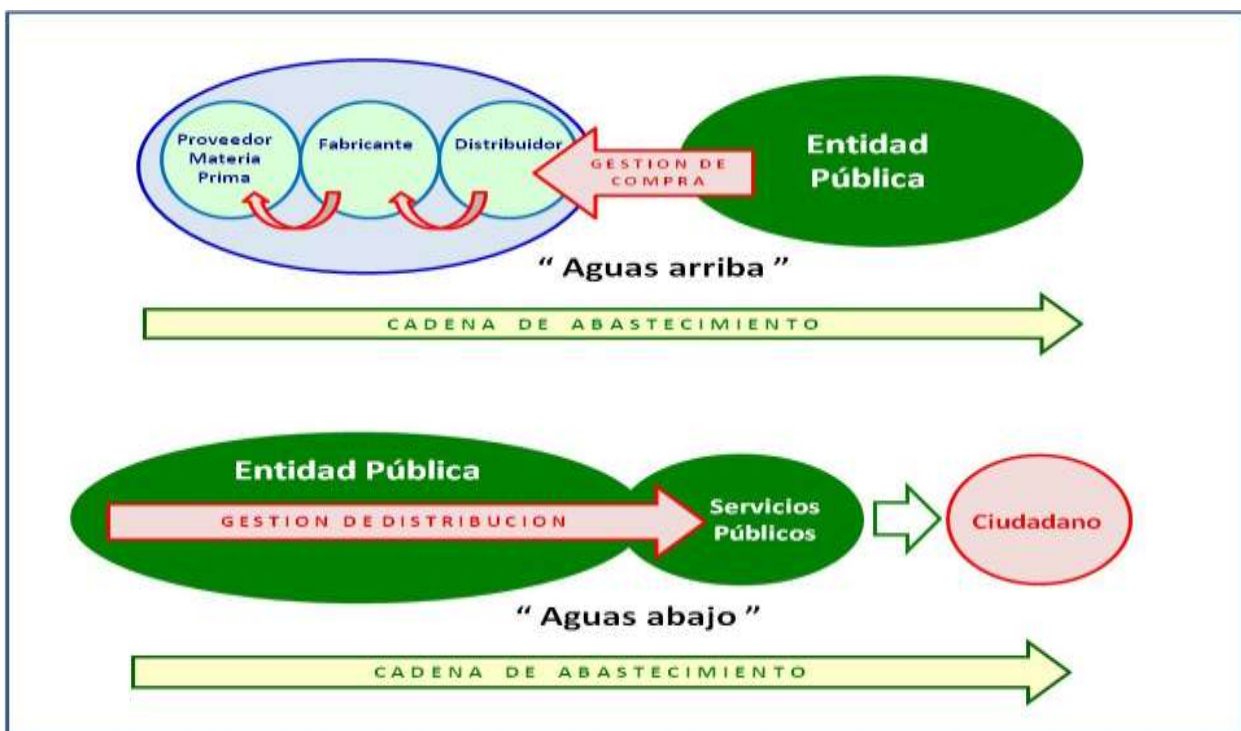 Proveedor
Materia
Prima
Fabricante
Distribuidor
GESTION DE
COMPRA
Entidad
Pública
“ Aguas arriba ”
CADENA DE ABASTECIMIENTO
Entidad Pública
GESTION DE DISTRIBUCION
Servicios
Públicos
Ciudadano
“ Aguas abajo ”
CADENA DE ABASTECIMIENTO